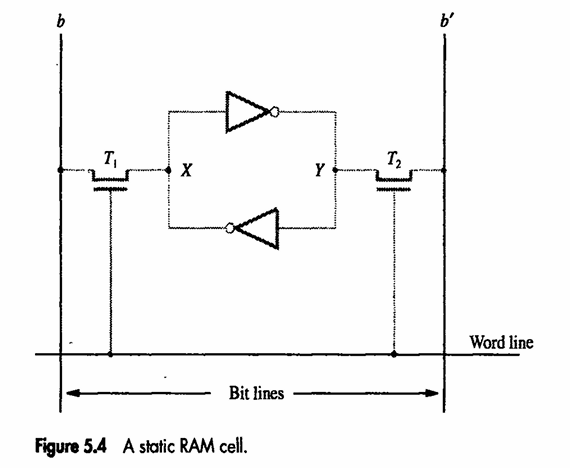 b b'
T1 X Y T2
Word line
Bit lines
Figure 5.4 A static RAM cell.